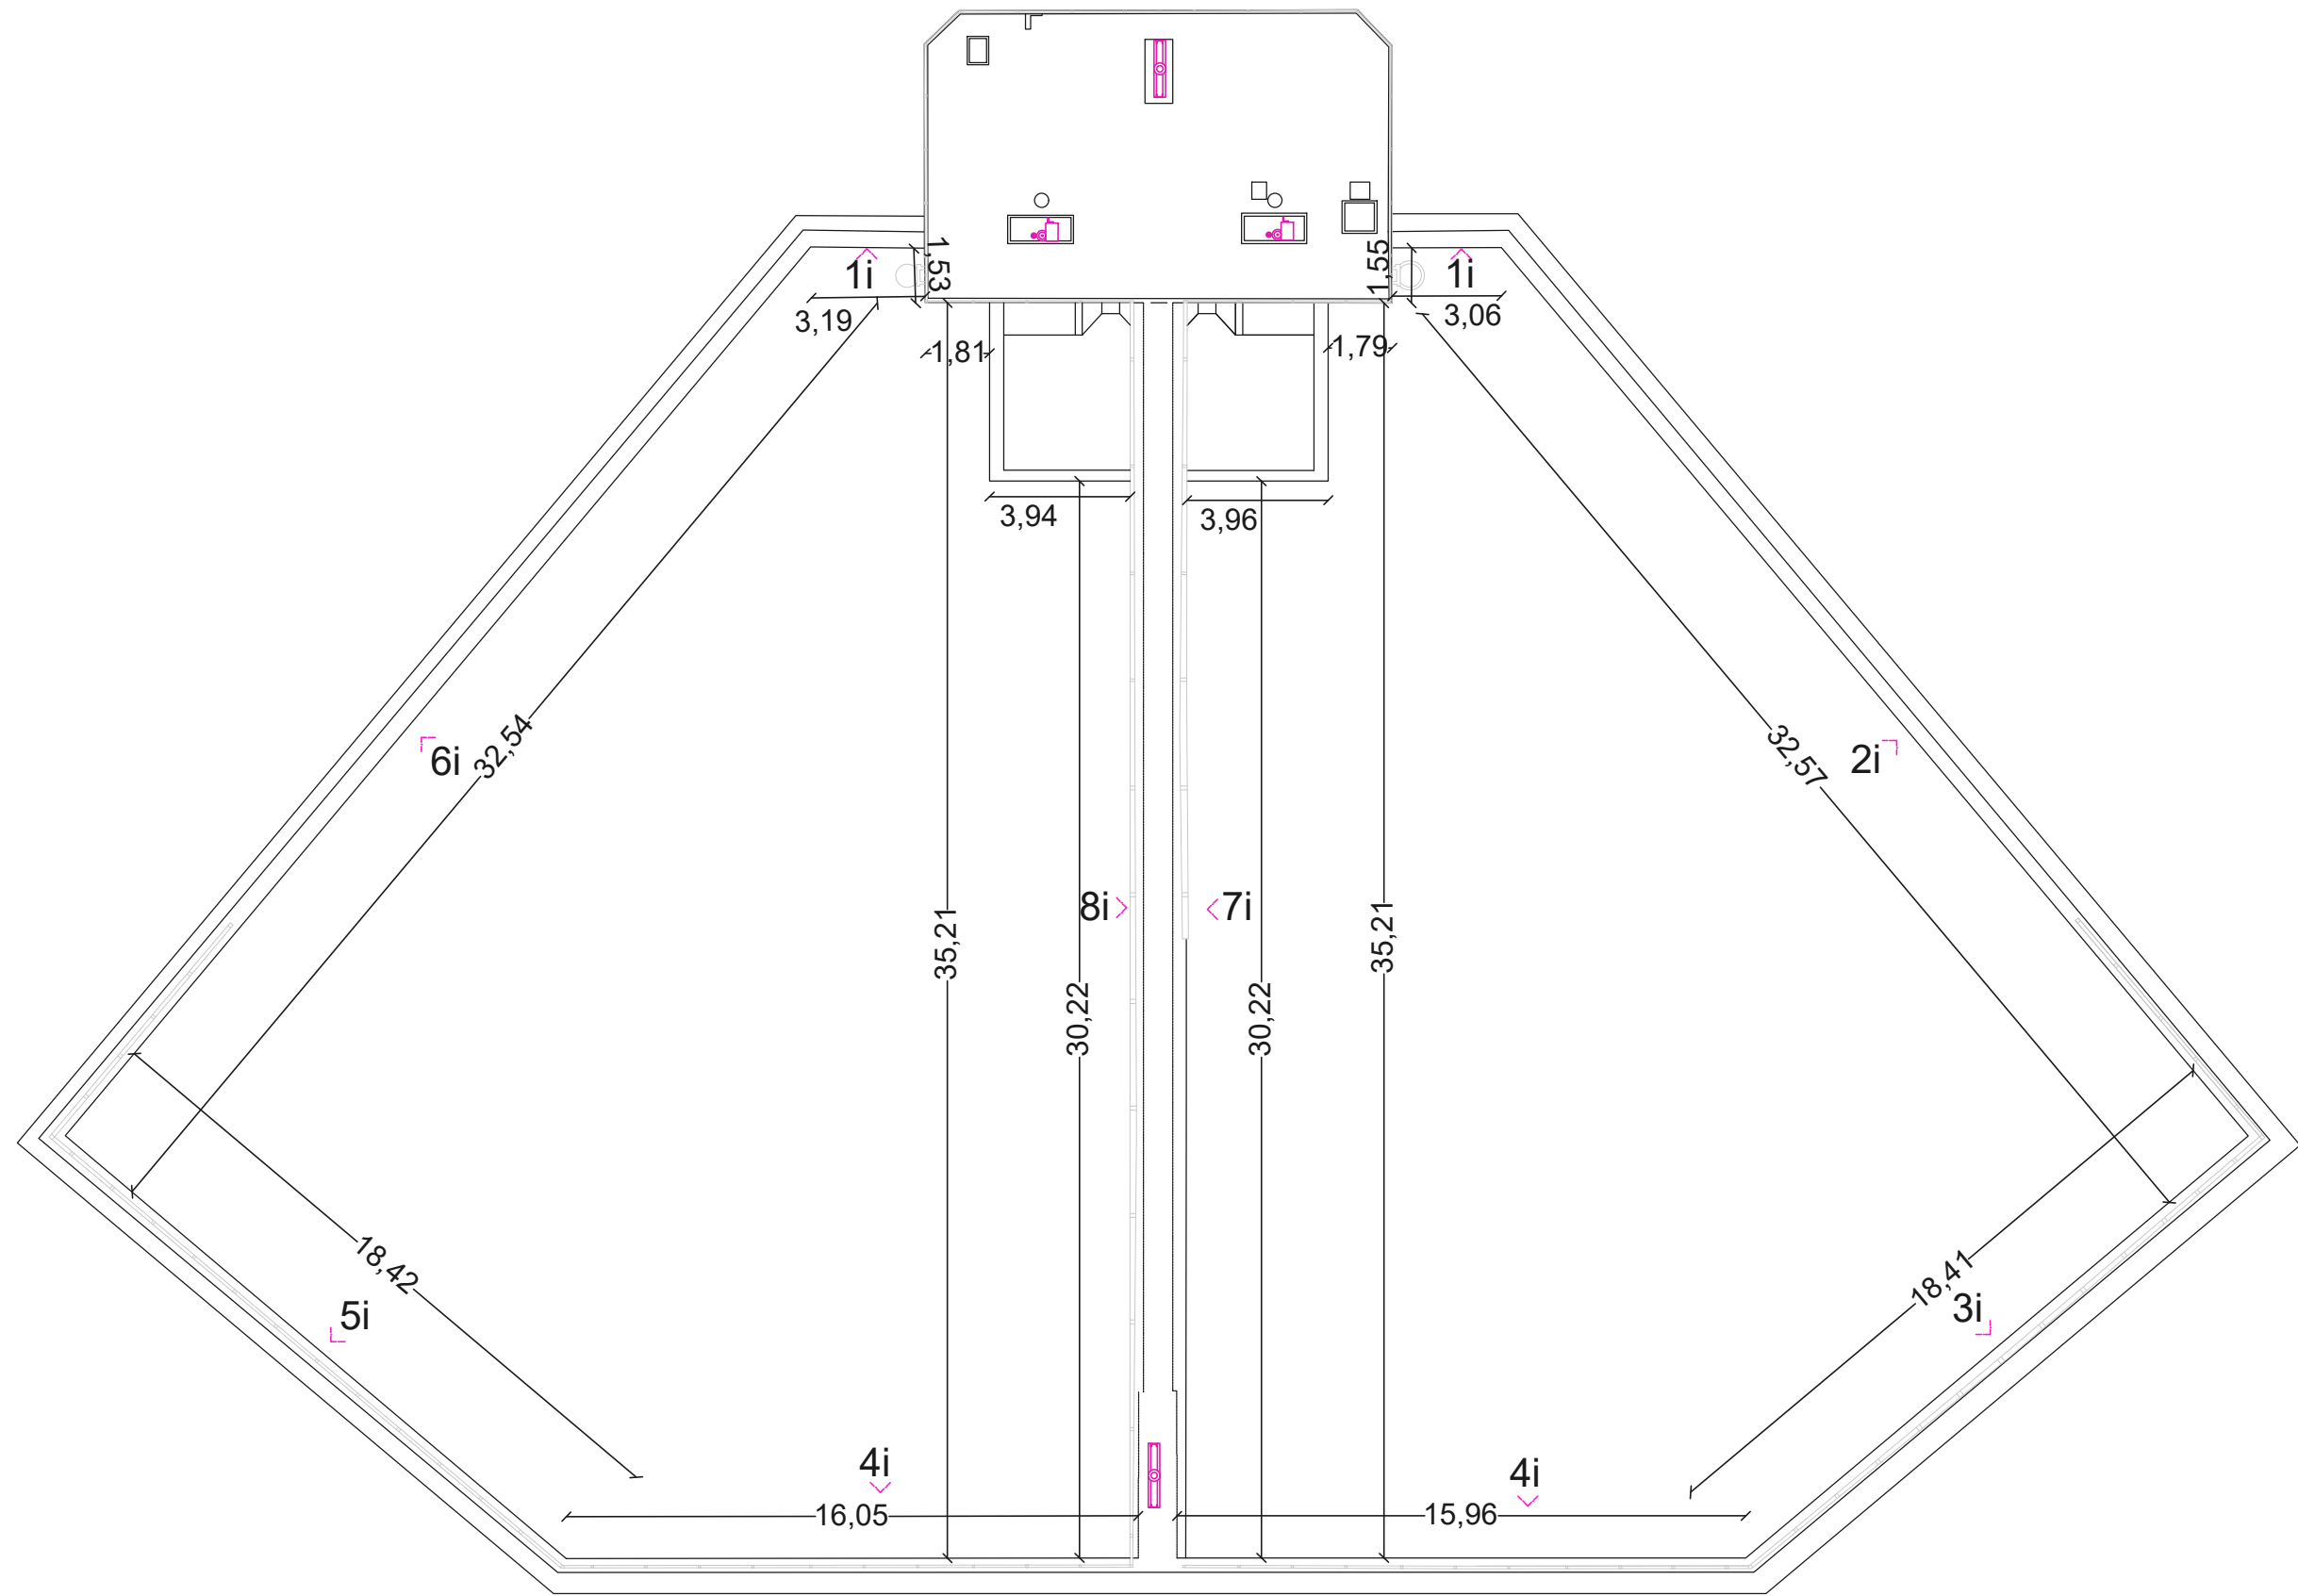 1,53
1,55
1i
1i
3,19
3,06
1,81
1,79
3,94
3,96
6i
32,54
32,57
2i
8i
7i
35,21
35,21
30,22
30,22
18,42
18,41
5i
3i
4i
4i
16,05
15,96